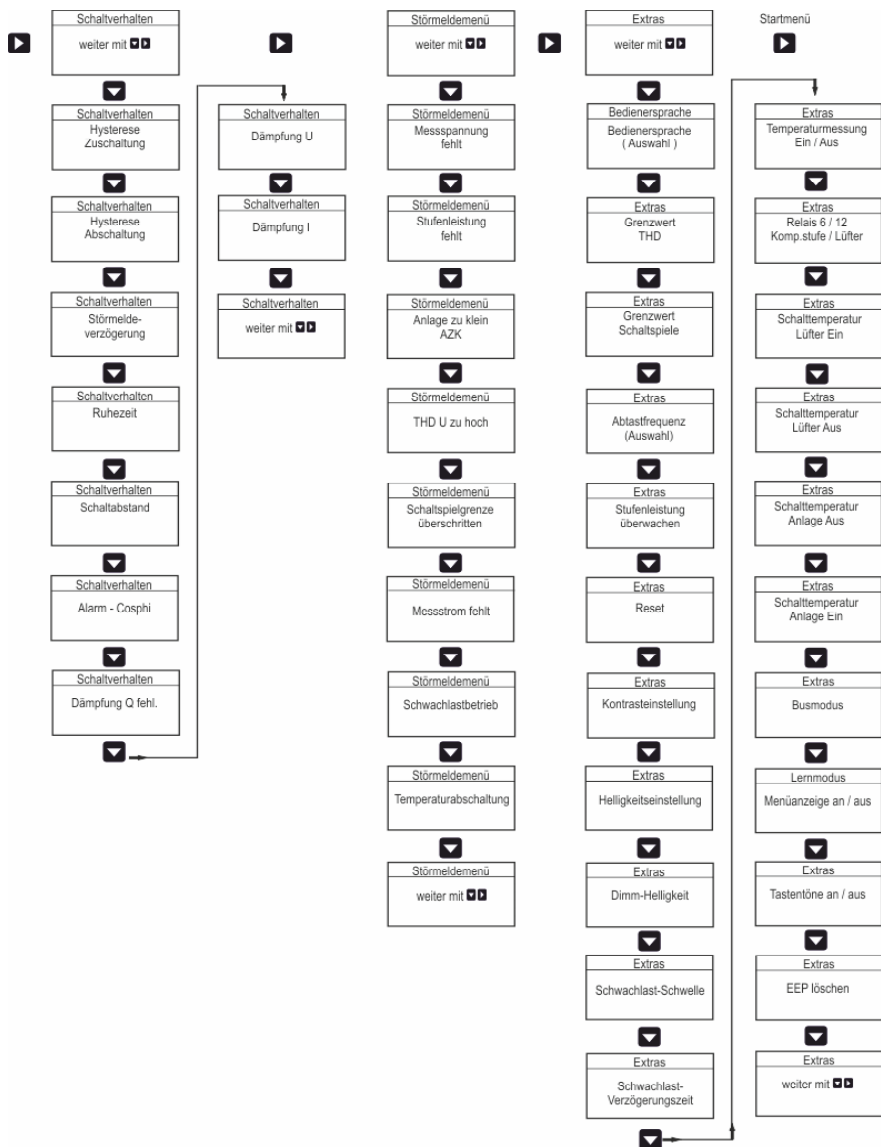 Schaltverhalten
weiter mit
Schaltverhalten
Hysterese
Zuschaltung
Schaltverhalten
Hysterese
Abschaltung
Schaltverhalten
Störmelde-
verzögerung
Schaltverhalten
Ruhezeit
Schaltverhalten
Schaltabstand
Schaltverhalten
Alarm - Cosphi
Schaltverhalten
Dämpfung Q fehl.
Schaltverhalten
Dämpfung U
Schaltverhalten
Dämpfung I
Schaltverhalten
weiter mit
Störmeldemenü
weiter mit
Störmeldemenü
Messspannung
fehlt
Störmeldemenü
Stufenleistung
fehlt
Störmeldemenü
Anlage zu klein
AZK
Störmeldemenü
THD U zu hoch
Störmeldemenü
Schaltspielgrenze
überschritten
Störmeldemenü
Messstrom fehlt
Störmeldemenü
Schwachlastbetrieb
Störmeldemenü
Temperaturabschaltung
Störmeldemenü
weiter mit
Extras
weiter mit
Bedienersprache
Bedienersprache
( Auswahl )
Extras
Grenzwert
THD
Extras
Grenzwert
Schaltspiele
Extras
Abtastfrequenz
(Auswahl)
Extras
Stufenleistung
überwachen
Extras
Reset
Extras
Kontrasteinstellung
Extras
Helligkeitseinstellung
Extras
Dimm-Helligkeit
Extras
Schwachlast-Schwelle
Extras
Schwachlast-
Verzögerungszeit
Startmenü
Extras
Temperaturmessung
Ein / Aus
Extras
Relais 6 / 12
Komp.stufe / Lüfter
Extras
Schalttemperatur
Lüfter Ein
Extras
Schalttemperatur
Lüfter Aus
Extras
Schalttemperatur
Anlage Aus
Extras
Schalttemperatur
Anlage Ein
Extras
Busmodus
Lernmodus
Menüanzeige an / aus
Extras
Tastentöne an / aus
Extras
EEP löschen
Extras
weiter mit